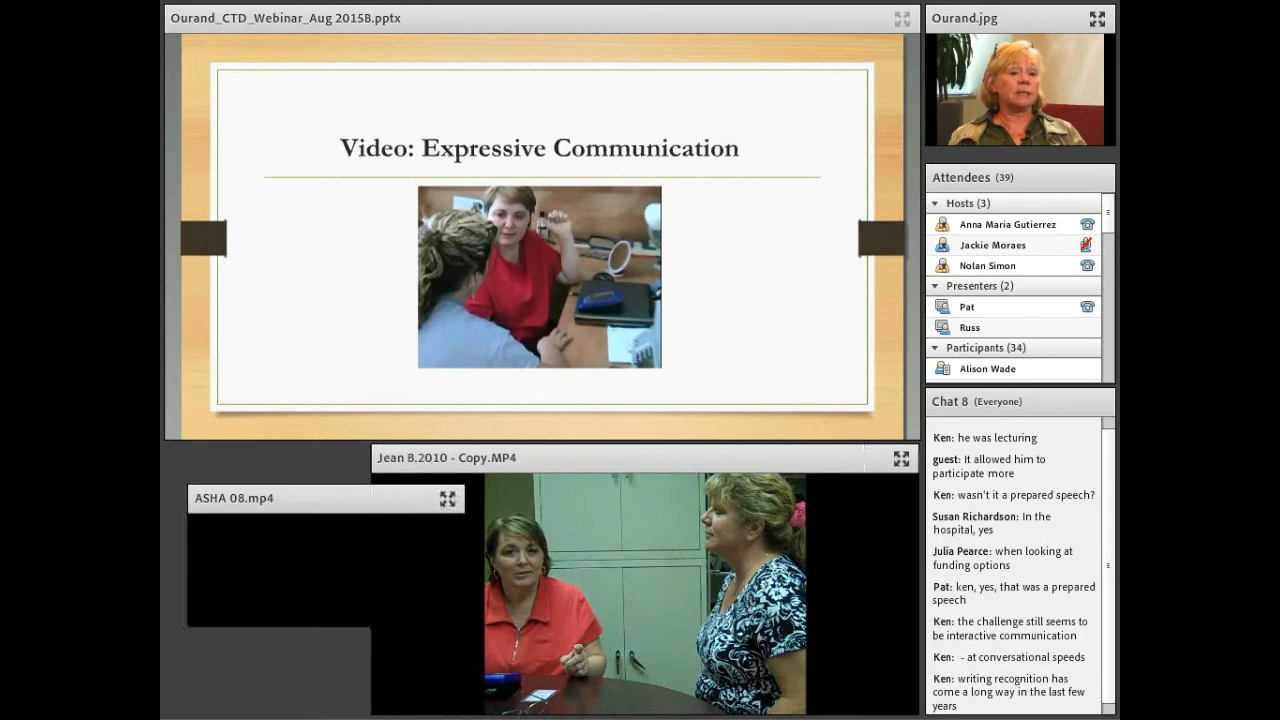 Ourand_CTD_Webinar_Aug 2015B.pptx
Video: Expressive Communication
Jean B.2010 - Copy.MP4
ASHA 08.mp4
Ourand.jpg
Attendees (39)
Hosts (3)
Anna Maria Gutierrez
Jackie Moraes
Nolan Simon
Presenters (2)
Pat
Russ
Participants (34)
Alison Wade
Chat 8 (Everyone)
Ken: he was lecturing
guest: It allowed him to
participate more
Ken: wasn't it a prepared speech?
Susan Richardson: In the
hospital, yes
Julia Pearce: when looking at
funding options
Pat: ken, yes, that was a prepared
speech
Ken: the challenge still seems to
be interactive communication
Ken: - at conversational speeds
Ken: writing recognition has
come a long way in the last few
years